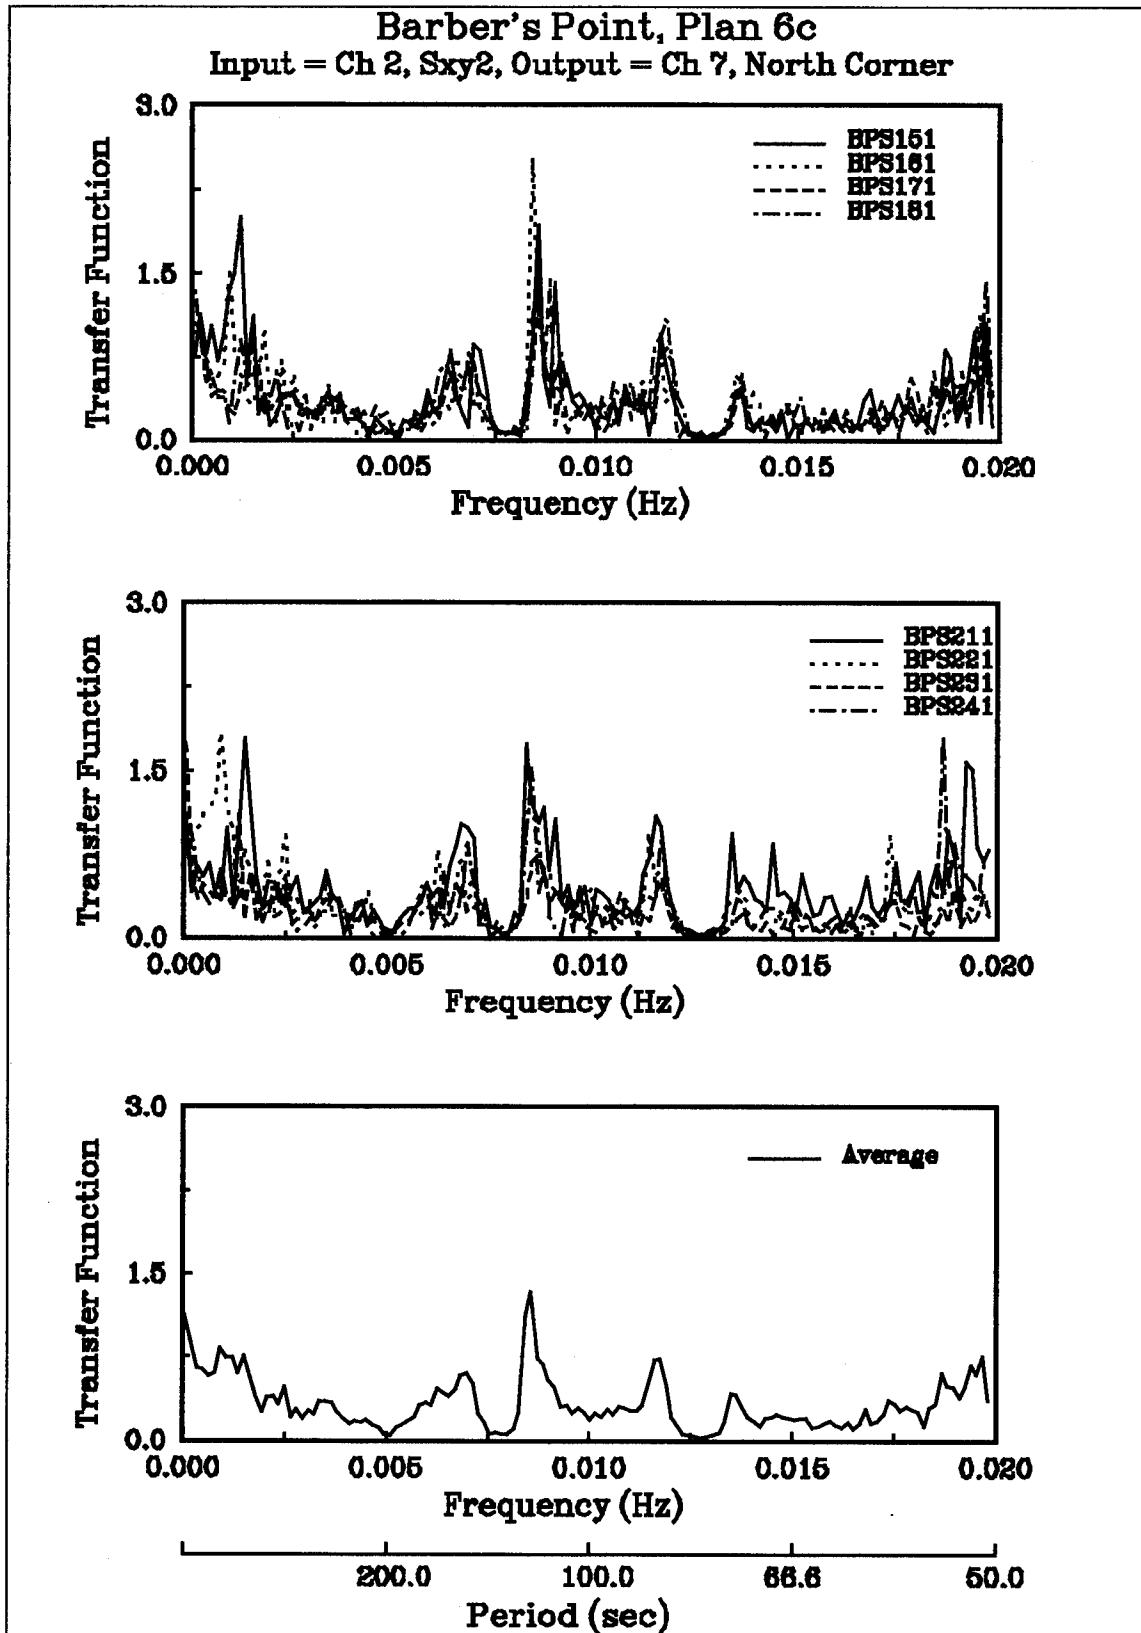 Barber's Point, Plan 6c
Input = Ch 2, Sxy2, Output = Ch 7, North Corner
3.0
1.5
0.0
Transfer Function
BPS151
BPS161
BPS171
BPS181
0.000 0.005 0.010 0.015 0.020
Frequency (Hz)
3.0
1.5
0.0
Transfer Function
BPS211
BPS221
BPS231
BPS241
0.000 0.005 0.010 0.015 0.020
Frequency (Hz)
3.0
1.5
0.0
Transfer Function
Average
0.000 0.005 0.010 0.015 0.020
Frequency (Hz)
200.0 100.0 66.6 50.0
Period (sec)